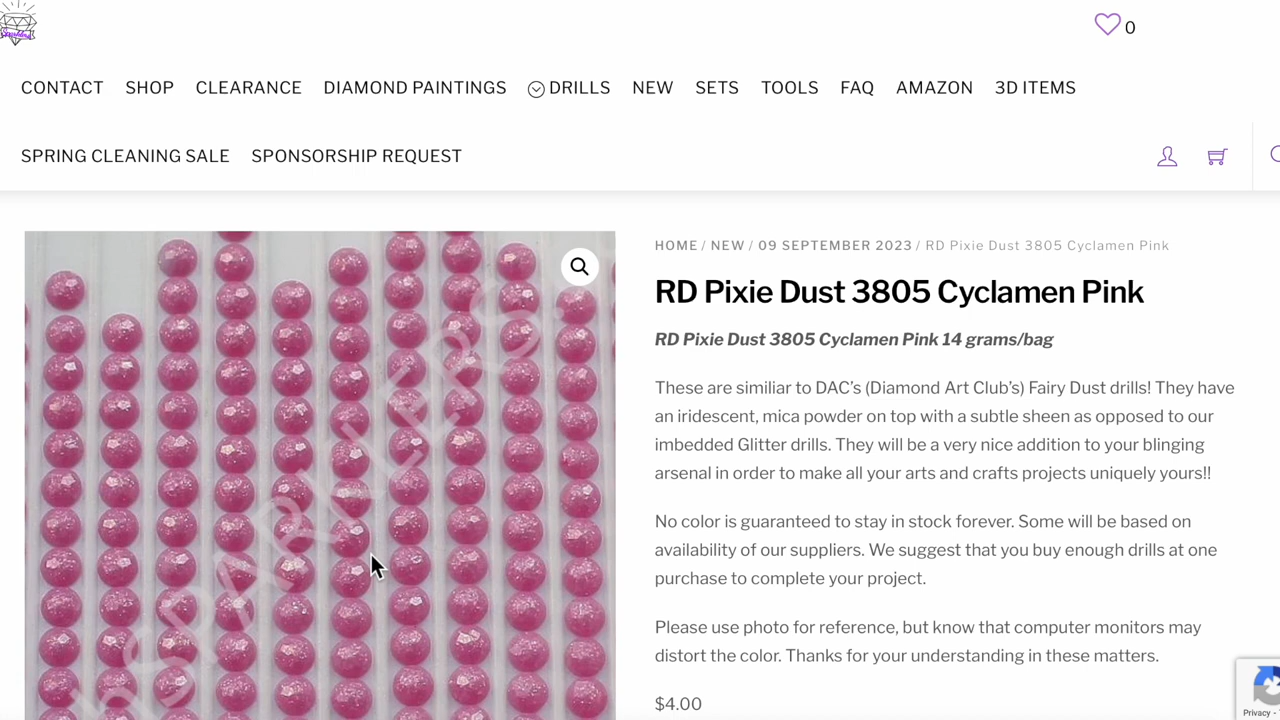 0
CONTACT SHOP CLEARANCE DIAMOND PAINTINGS DRILLS NEW SETS TOOLS FAQ AMAZON 3D ITEMS
SPRING CLEANING SALE SPONSORSHIP REQUEST
HOME / NEW / 09 SEPTEMBER 2023 / RD Pixie Dust 3805 Cyclamen Pink
RD Pixie Dust 3805 Cyclamen Pink
RD Pixie Dust 3805 Cyclamen Pink 14 grams/bag
These are similiar to DAC's (Diamond Art Club's) Fairy Dust drills! They have
an iridescent, mica powder on top with a subtle sheen as opposed to our
imbedded Glitter drills. They will be a very nice addition to your blinging
arsenal in order to make all your arts and crafts projects uniquely yours!!
No color is guaranteed to stay in stock forever. Some will be based on
availability of our suppliers. We suggest that you buy enough drills at one
purchase to complete your project.
Please use photo for reference, but know that computer monitors may
distort the color. Thanks for your understanding in these matters.
$4.00
Privacy -